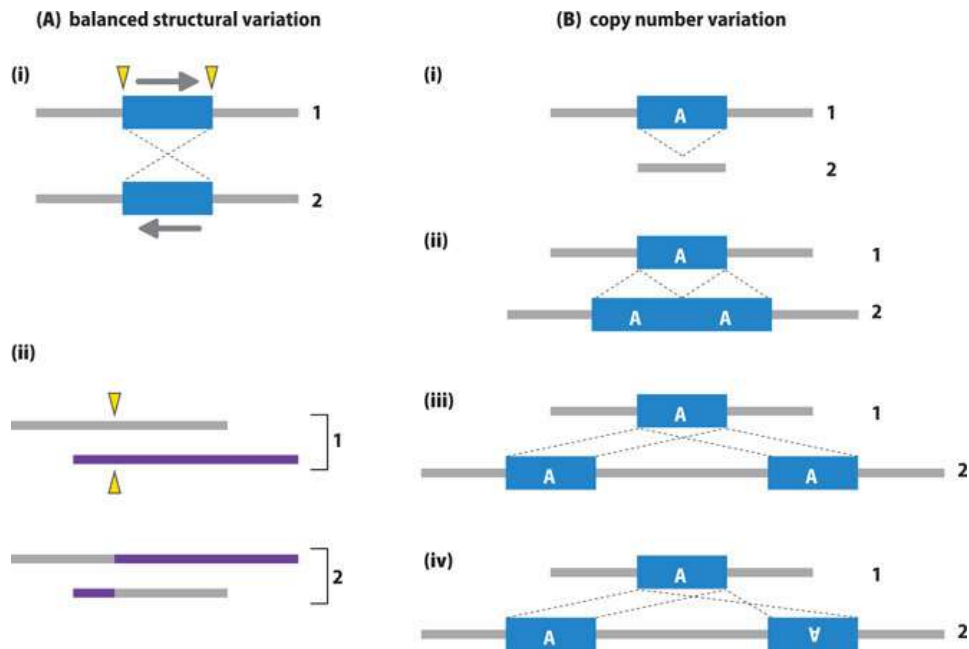 (A) balanced structural variation
(i)
1
2
(ii)
1
2
(B) copy number variation
(i)
A
1
2
(ii)
A
1
A A
2
(iii)
A
1
A A
2
(iv)
A
1
A A
2